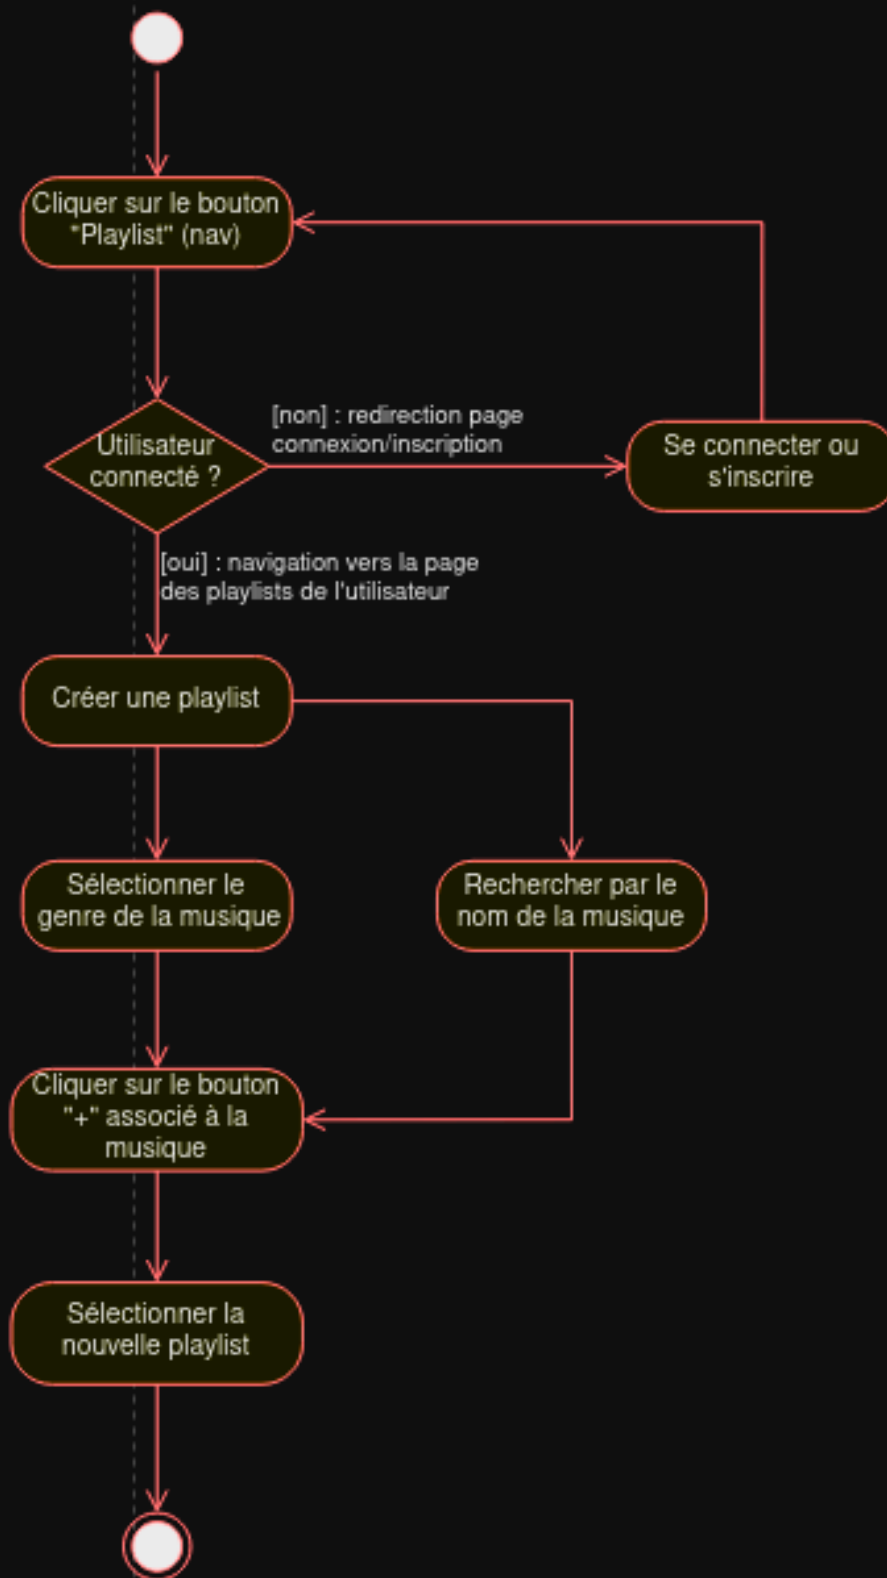 Cliquer sur le bouton
"Playlist" (nav)
[non] : redirection page
connexion/inscription
Utilisateur
connecté ?
Se connecter ou
s'inscrire
[oui] : navigation vers la page
des playlists de l'utilisateur
Créer une playlist
Sélectionner le
genre de la musique
Rechercher par le
nom de la musique
Cliquer sur le bouton
"+" associé à la
musique
Sélectionner la
nouvelle playlist